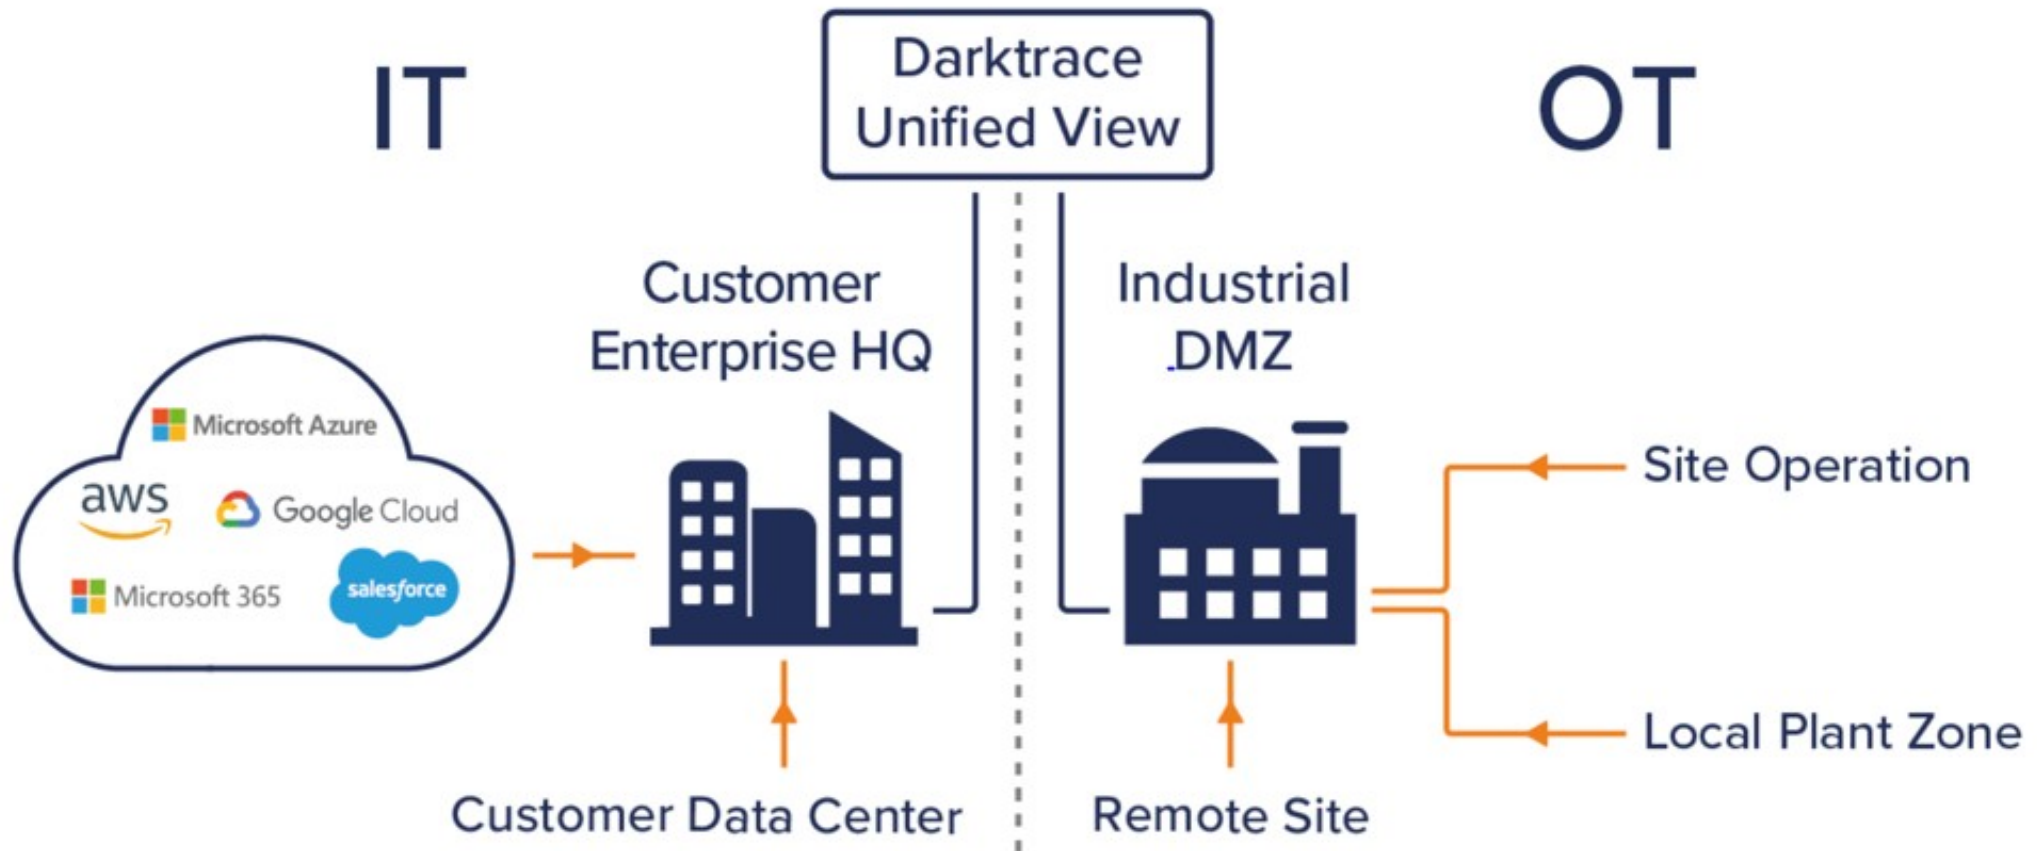 IT
Darktrace
Unified View
OT
Customer
Enterprise HQ
Industrial
DMZ
Microsoft Azure
aws
Google Cloud
Microsoft 365
salesforce
Site Operation
Local Plant Zone
Customer Data Center
Remote Site